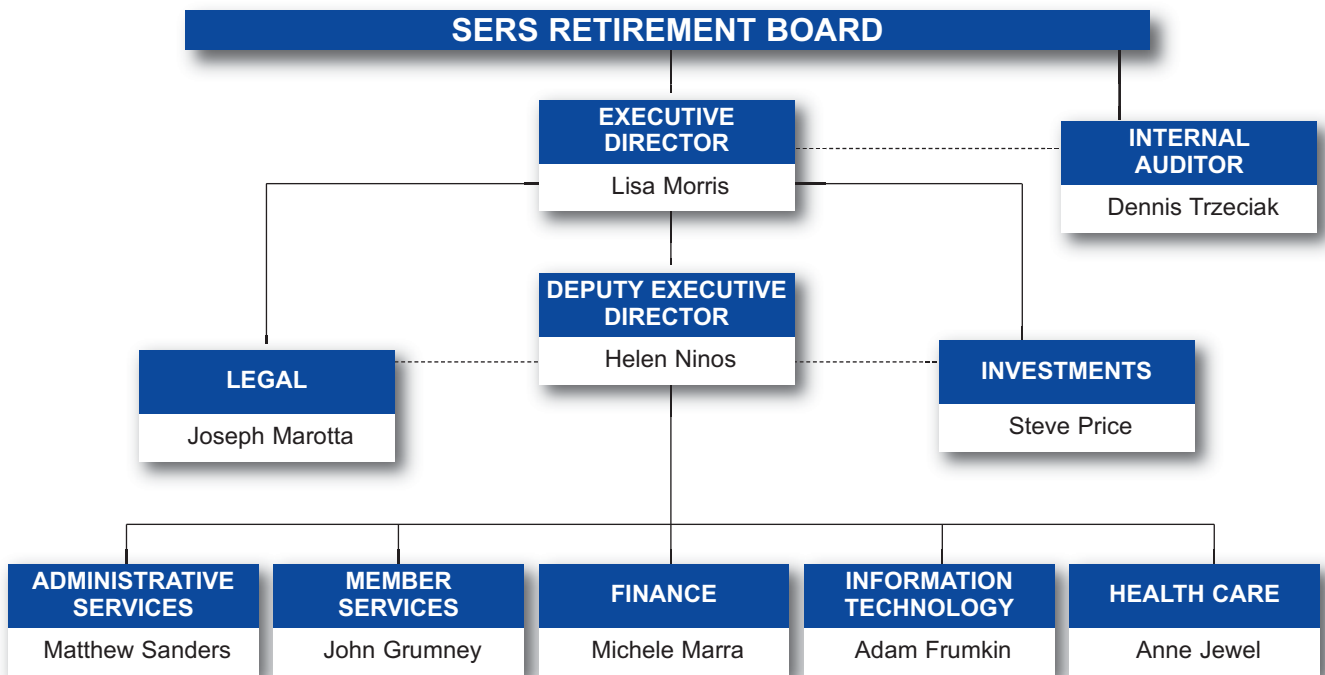 SERS RETIREMENT BOARD
EXECUTIVE
DIRECTOR
Lisa Morris
INTERNAL
AUDITOR
Dennis Trzeciak
DEPUTY EXECUTIVE
DIRECTOR
Helen Ninos
LEGAL
Joseph Marotta
INVESTMENTS
Steve Price
ADMINISTRATIVE
SERVICES
Matthew Sanders
MEMBER
SERVICES
John Grumney
FINANCE
Michele Marra
INFORMATION
TECHNOLOGY
Adam Frumkin
HEALTH CARE
Anne Jewel